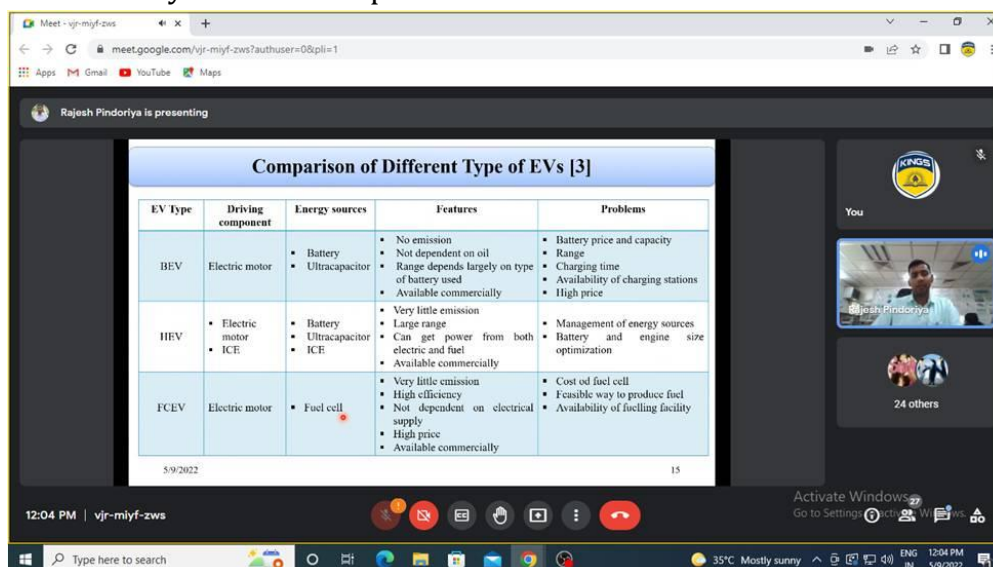 Meet - vjr-miyf-zws
meet.google.com/vjr-miyf-zws?authuser=0&pli=1
Apps
Gmail
YouTube
Maps
Rajesh Pindoriya is presenting
Comparison of Different Type of EVs [3]
EV Type
Driving
component
Energy sources
Features
Problems
BEV
Electric motor
▪ Battery
▪ Ultracapacitor
▪ No emission
▪ Not dependent on oil
▪ Range depends largely on type
of battery used
▪ Available commercially
▪ Battery price and capacity
▪ Range
▪ Charging time
▪ Availability of charging stations
▪ High price
HEV
▪ Electric
motor
▪ ICE
▪ Battery
▪ Ultracapacitor
▪ ICE
▪ Very little emission
▪ Large range
▪ Can get power from both
electric and fuel
▪ Available commercially
▪ Management of energy sources
▪ Battery and engine size
optimization
FCEV
Electric motor
▪ Fuel cell
▪ Very little emission
▪ High efficiency
▪ Not dependent on electrical
supply
▪ High price
▪ Available commercially
▪ Cost od fuel cell
▪ Feasible way to produce fuel
▪ Availability of fuelling facility
5/9/2022
15
KINGS
You
Rajesh Pindoriya
24 others
Activate Windows
Go to Settings
27
12:04 PM | vjr-miyf-zws
Type here to search
35°C Mostly sunny
ENG
IN
12:04 PM
5/9/2022